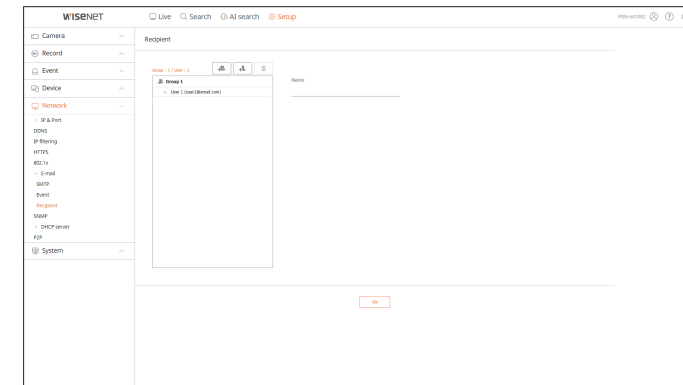 WISENET
Live Search AI search Setup
Camera
Record
Event
Device
Network
IP & Port
DDNS
IP filtering
HTTPS
802.1x
E-mail
SMTP
Event
Recipient
SNMP
DHCP Server
P2P
System
Recipient
Group : 1 / User : 1
Group 1
User 1 (user1@email.com)
Name
Ok